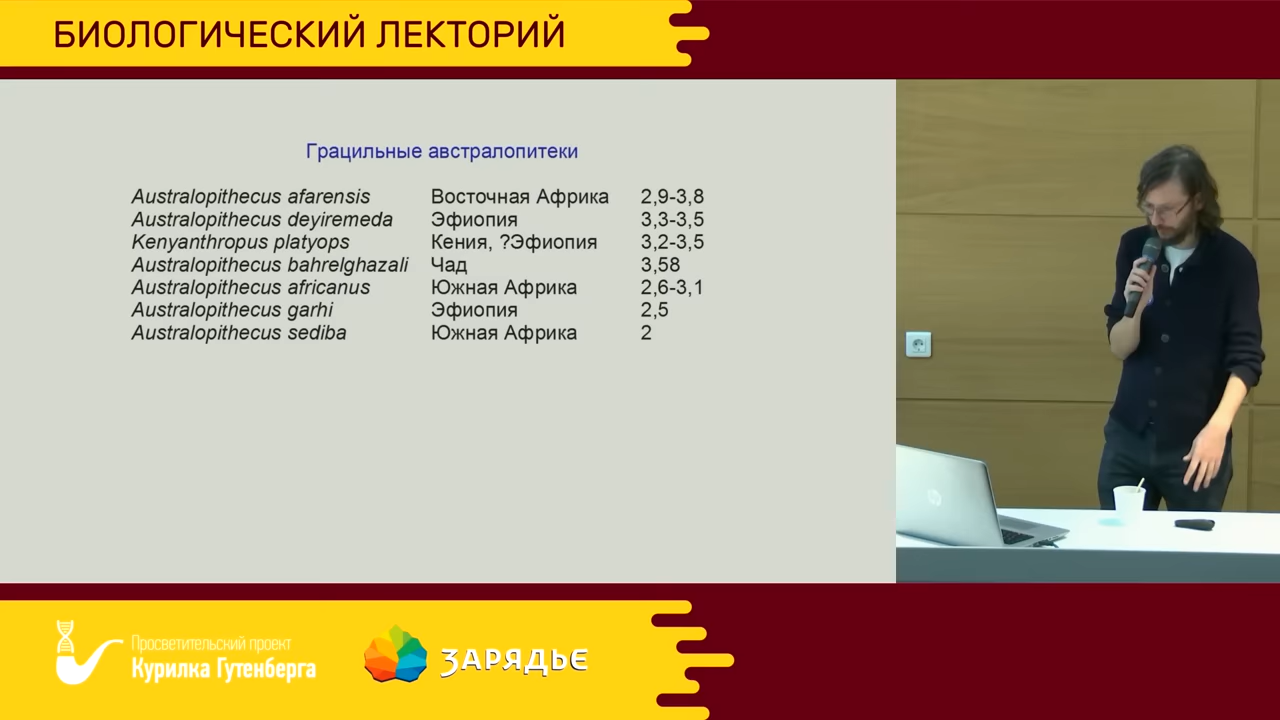 БИОЛОГИЧЕСКИЙ ЛЕКТОРИЙ
Грацильные австралопитеки
Australopithecus afarensis Восточная Африка 2,9-3,8
Australopithecus deyiremeda Эфиопия 3,3-3,5
Kenyanthropus platyops Кения, ?Эфиопия 3,2-3,5
Australopithecus bahrelghazali Чад 3,58
Australopithecus africanus Южная Африка 2,6-3,1
Australopithecus garhi Эфиопия 2,5
Australopithecus sediba Южная Африка 2
hp
Просветительский проект
Курилка Гутенберга
ЗАРЯДЬЕ